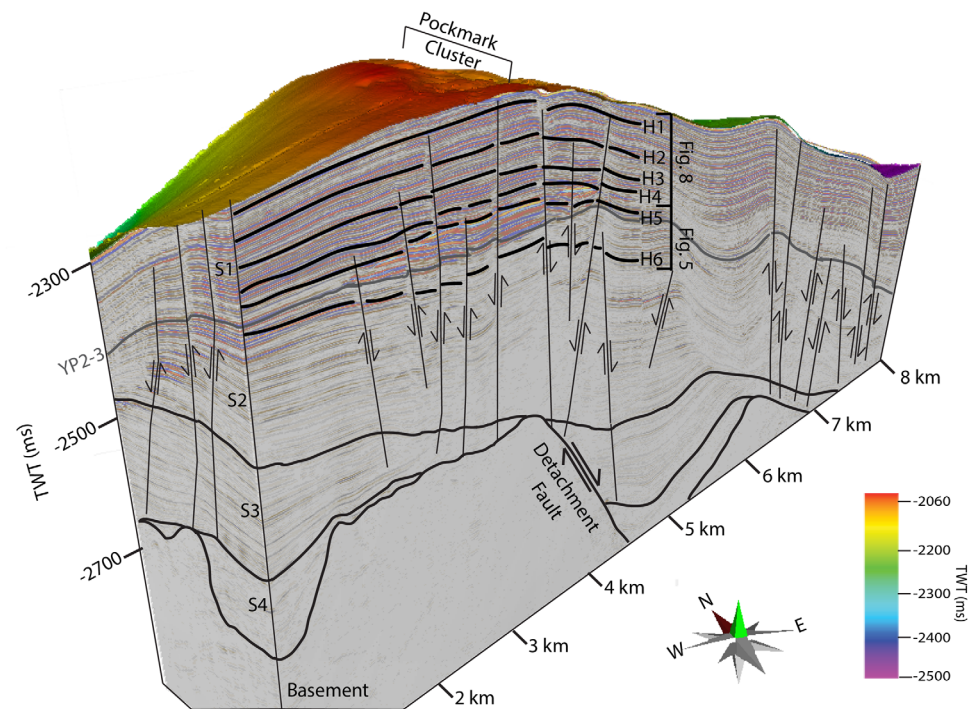 Pockmark
Cluster
H1
H2
H3
H4
H5
H6
Fig. 8
Fig. 5
S1
S2
S3
S4
-2300
YP2-3
-2500
-2700
TWT (ms)
Detachment
Fault
Basement
2 km
3 km
4 km
5 km
6 km
7 km
8 km
N
E
W
-2060
-2200
-2300
-2400
-2500
TWT (ms)